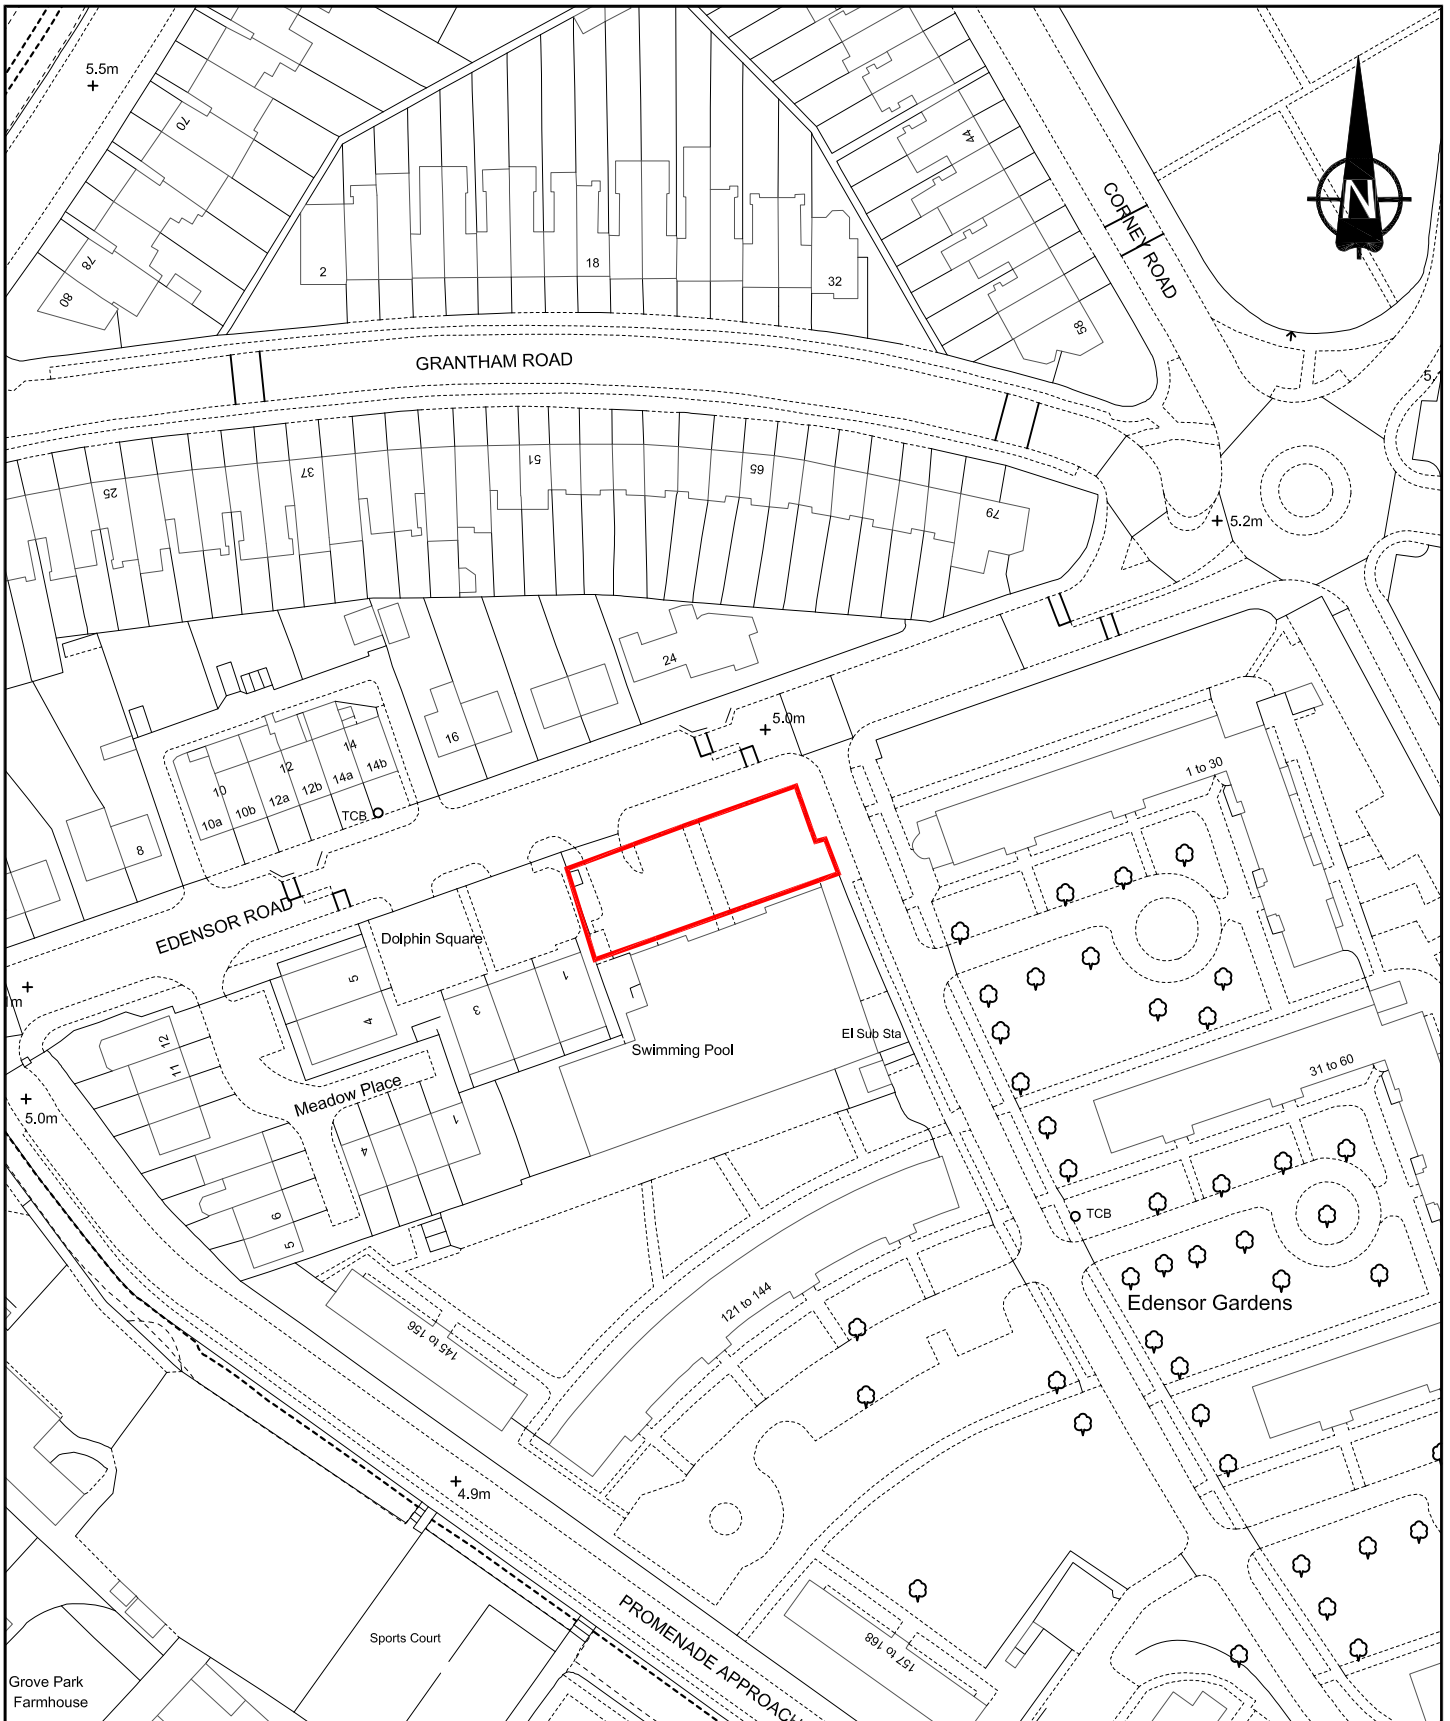 5.5m
70
78
80
44
CORNEY ROAD
N
2
18
32
58
GRANTHAM ROAD
5.
25
37
51
65
79
5.2m
24
5.0m
16
14
12
10
14b
14a
12b
12a
10b
10a
TCB
8
1 to 30
EDENSOR ROAD
Dolphin Square
5
4
3
1
m
El Sub Sta
Swimming Pool
12
11
Meadow Place
5.0m
31 to 60
4
1
6
5
TCB
Edensor Gardens
121 to 144
145 to 156
4.9m
PROMENADE APPROACH
157 to 168
Sports Court
Grove Park
Farmhouse